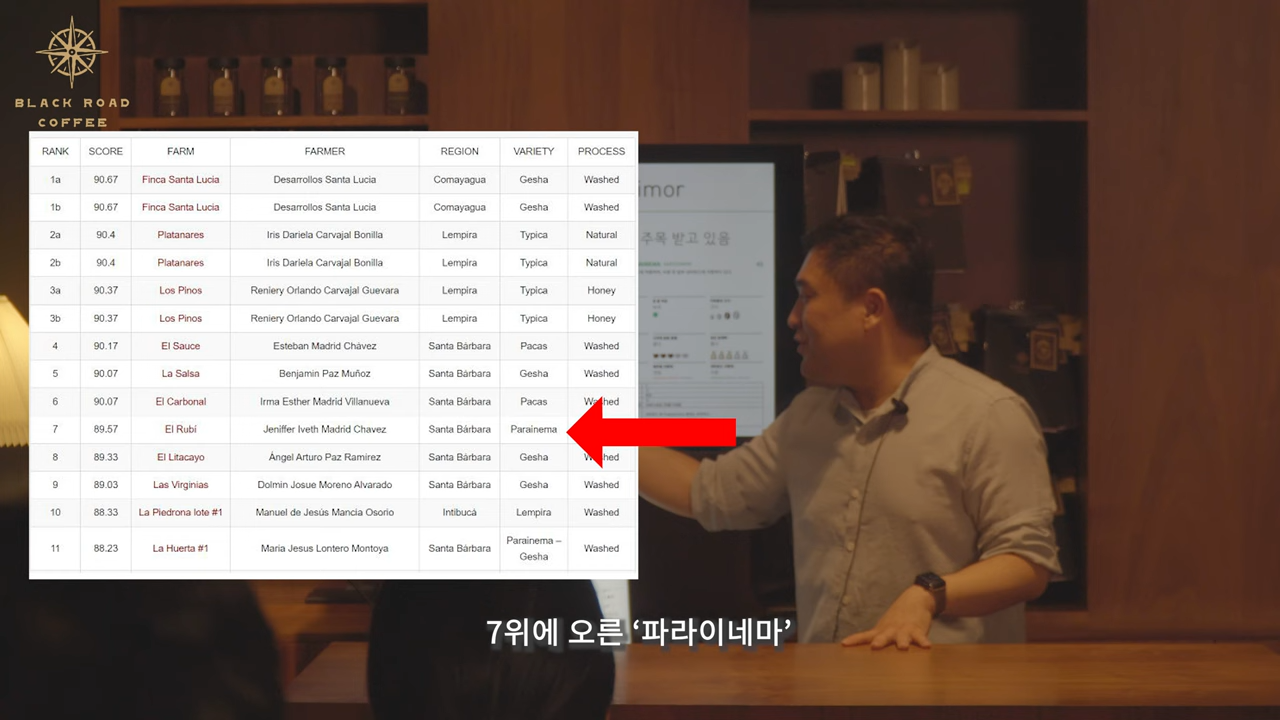 BLACK ROAD
COFFEE
RANK SCORE FARM FARMER REGION VARIETY PROCESS
1a 90.67 Finca Santa Lucia Desarrollos Santa Lucia Comayagua Gesha Washed
1b 90.67 Finca Santa Lucia Desarrollos Santa Lucia Comayagua Gesha Washed
2a 90.4 Platanares Iris Dariela Carvajal Bonilla Lempira Typica Natural
2b 90.4 Platanares Iris Dariela Carvajal Bonilla Lempira Typica Natural
3a 90.37 Los Pinos Reniery Orlando Carvajal Guevara Lempira Typica Honey
3b 90.37 Los Pinos Reniery Orlando Carvajal Guevara Lempira Typica Honey
4 90.17 El Sauce Esteban Madrid Chávez Santa Bárbara Pacas Washed
5 90.07 La Salsa Benjamin Paz Muñoz Santa Bárbara Gesha Washed
6 90.07 El Carbonal Irma Esther Madrid Villanueva Santa Bárbara Pacas Washed
7 89.57 El Rubí Jeniffer Iveth Madrid Chavez Santa Bárbara Parainema
8 89.33 El Litacayo Ángel Arturo Paz Ramirez Santa Bárbara Gesha Washed
9 89.03 Las Virginias Dolmin Josue Moreno Alvarado Santa Bárbara Gesha Washed
10 88.33 La Piedrona lote #1 Manuel de Jesús Mancia Osorio Intibucá Lempira Washed
11 88.23 La Huerta #1 Maria Jesus Lontero Montoya Santa Bárbara Parainema – Gesha Washed
imor
주목 받고 있음
7위에 오른 ‘파라이네마’